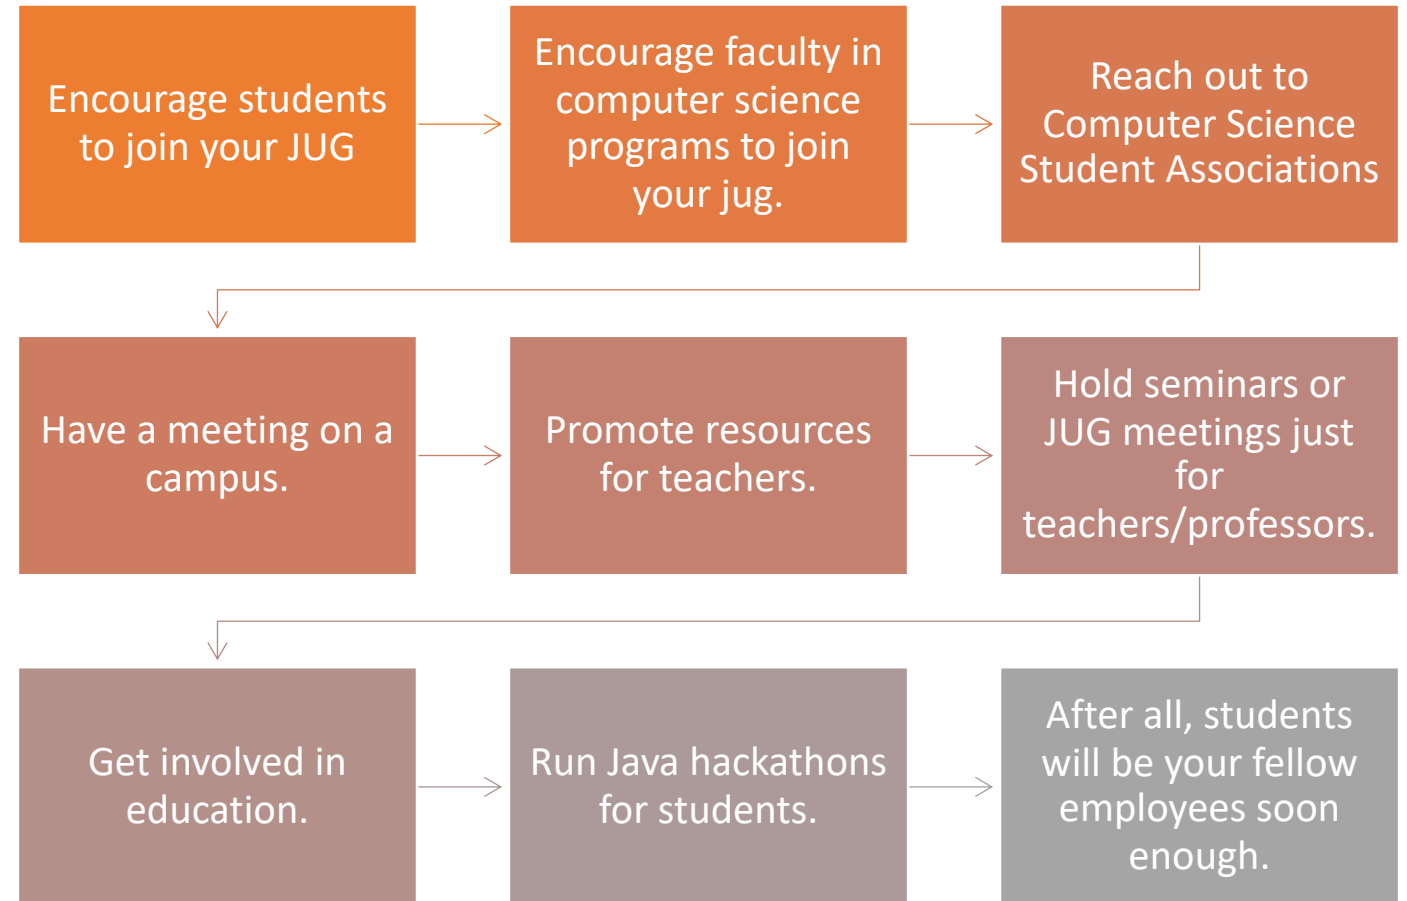 Encourage students
to join your JUG
Encourage faculty in
computer science
programs to join
your jug.
Reach out to
Computer Science
Student Associations
Have a meeting on a
campus.
Promote resources
for teachers.
Hold seminars or
JUG meetings just
for
teachers/professors.
Get involved in
education.
Run Java hackathons
for students.
After all, students
will be your fellow
employees soon
enough.